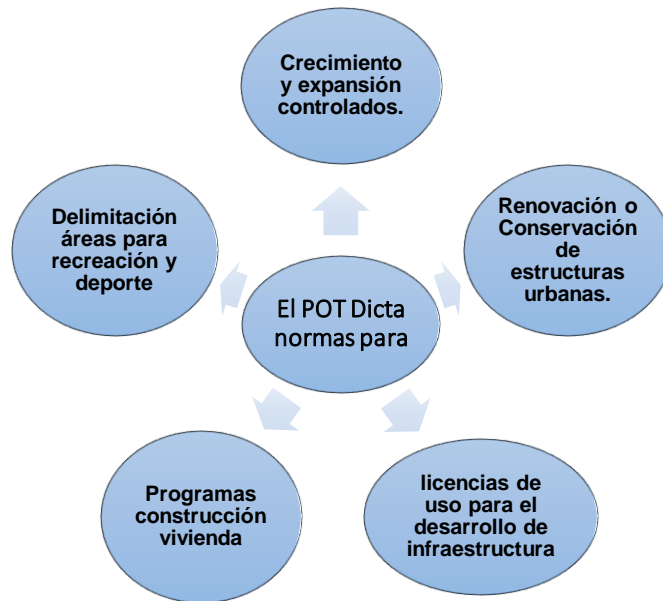 Crecimiento
y expansión
controlados.
Delimitación
áreas para
recreación y
deporte
Renovación o
Conservación
de
estructuras
urbanas.
El POT Dicta
normas para
Programas
construcción
vivienda
licencias de
uso para el
desarrollo de
infraestructura